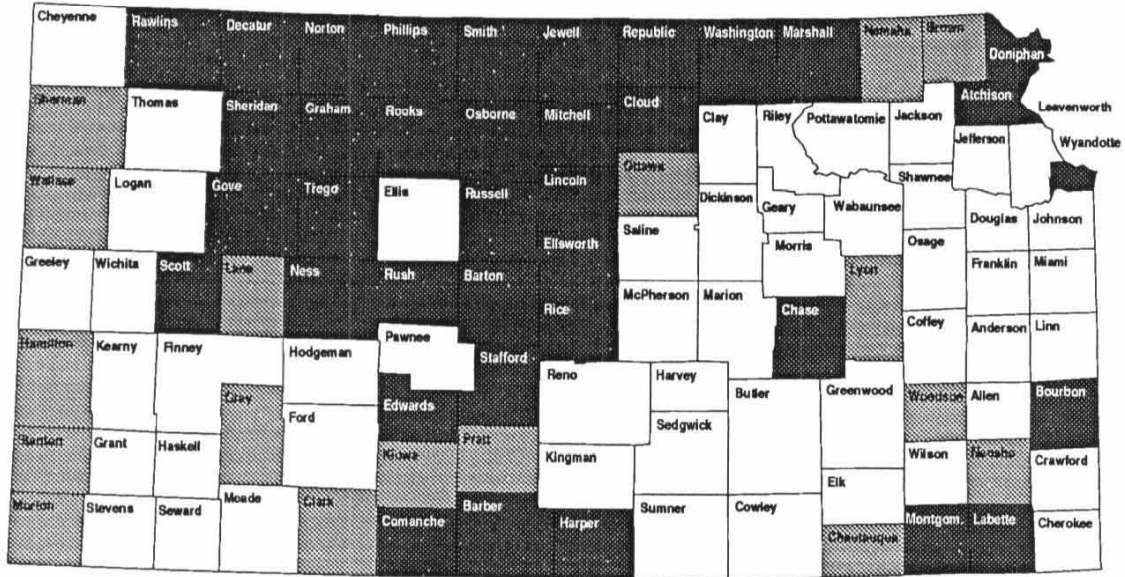 Cheyenne
Rawlins Decatur Norton Phillips Smith Jewell Republic Washington Marshall Nemaha Brown
Doniphan
Atchison
Leavenworth
Sherman Thomas Sheridan Graham Rooks Osborne Mitchell Cloud Clay Riley Pottawatomie Jackson
Jefferson Wyandotte
Wallace Logan Gove Trego Ellis Russell Lincoln Ottawa
Shawnee
Dickinson Geary Wabaunsee
Saline Ellsworth Morris Osage Douglas Johnson
Greeley Wichita Scott Lane Ness Rush Barton Lyon Franklin Miami
Rice McPherson Marion Chase
Coffey Anderson Linn
Hamilton Kearny Finney Hodgeman Pawnee Stafford
Reno Harvey Butler Greenwood
Gray Edwards Woodson Allen Bourbon
Ford Sedgwick
Stanton Grant Haskell Kiowa Pratt Kingman Wilson Neosho Crawford
Elk
Morton Stevens Seward Meade Clark Comanche Barber Harper Sumner Cowley
Chautauqua Montgom. Labette Cherokee